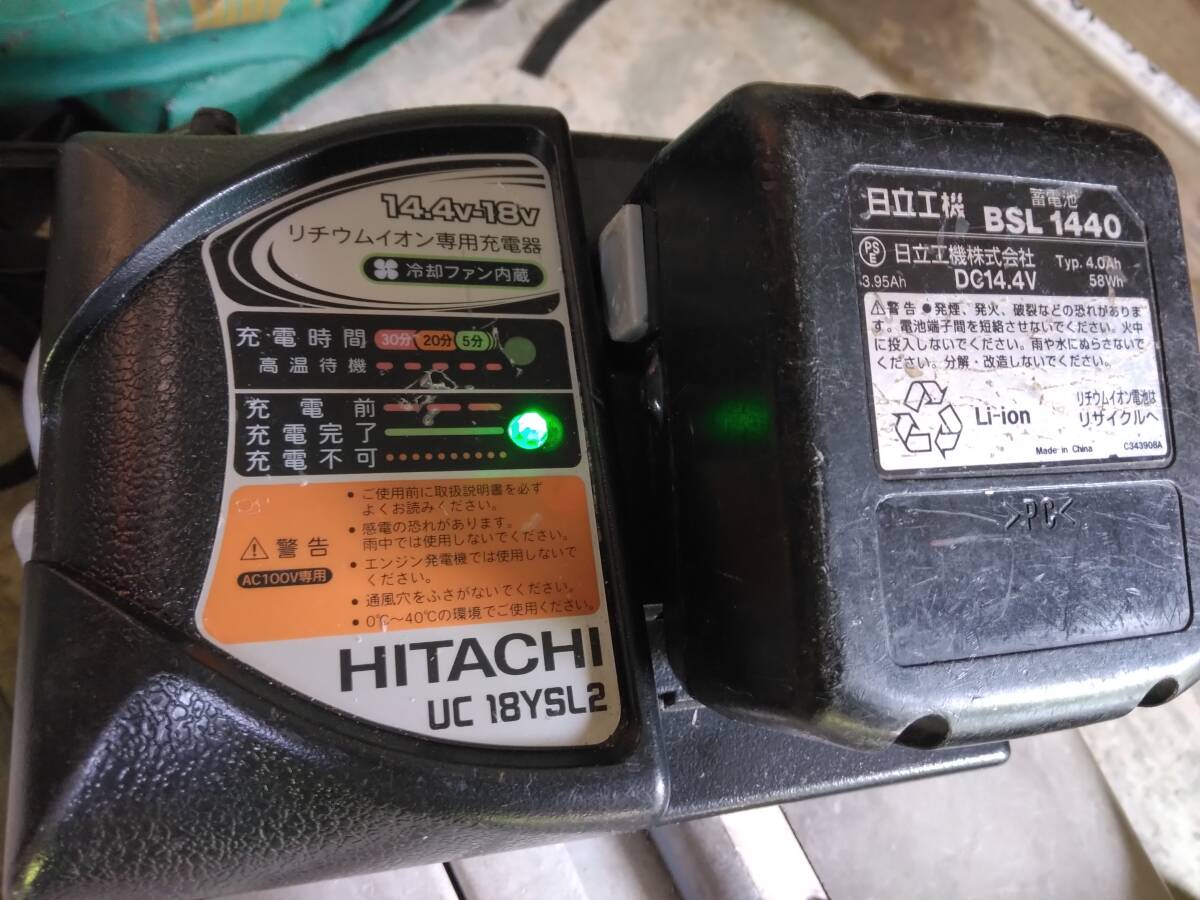 14.4v-18v
リチウムイオン専用充電器
冷却ファン内蔵
充電時間 30分 20分 5分
高温待機
充電前
充電完了
充電不可
警告
AC100V専用
• ご使用前に取扱説明書を必ず
よくお読みください。
• 感電の恐れがあります。
雨中では使用しないでください。
• エンジン発電機では使用しないで
ください。
• 通風穴をふさがないでください。
• 0℃〜40℃の環境でご使用ください。
HITACHI
UC 18YSL2
日立工機 蓄電池
BSL 1440
PS E 日立工機株式会社 Typ. 4.0Ah
3.95Ah DC14.4V 58Wh
⚠警告 ●発煙、発火、破裂などの恐れがありま
す。電池端子間を短絡させないでください。火中
に投入しないでください。雨や水にぬらさないで
ください。分解・改造しないでください。
Li-ion
リチウムイオン電池は
リサイクルへ
Made in China C343908A
>PC<